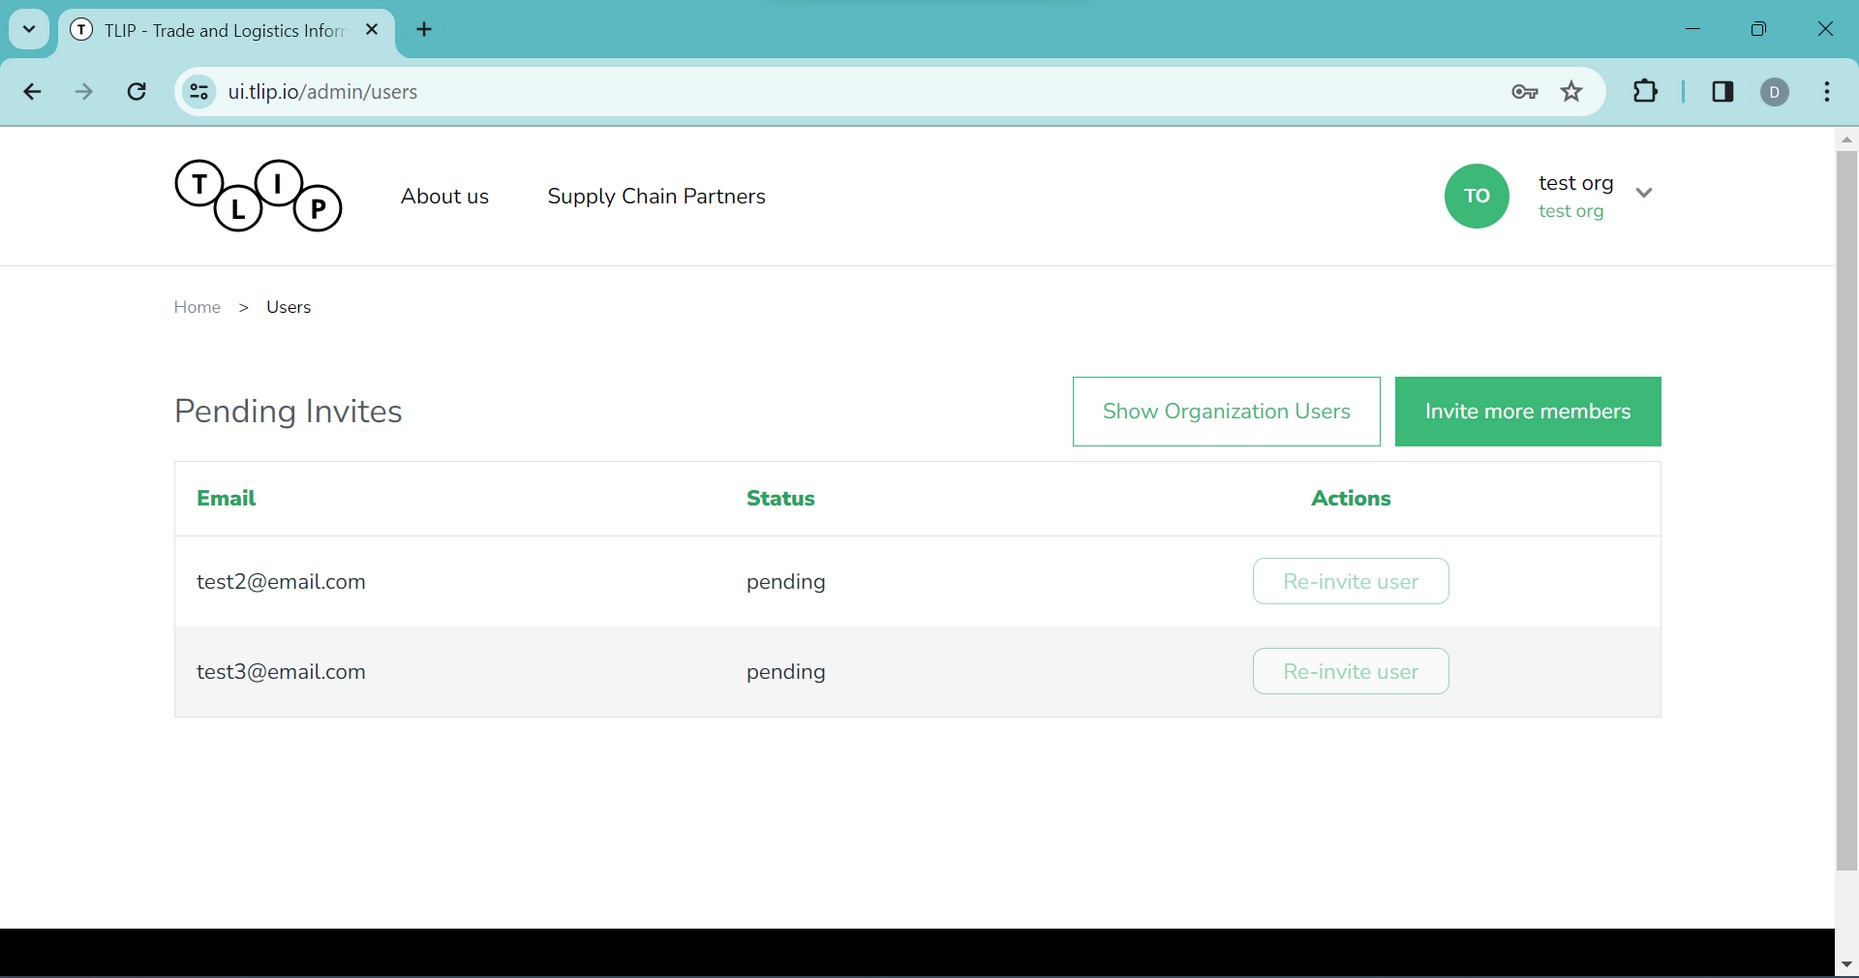 T TLIP - Trade and Logistics Infor
ui.tlip.io/admin/users
D
T L I P
About us
Supply Chain Partners
TO
test org
test org
Home > Users
Pending Invites
Show Organization Users
Invite more members
Email Status Actions
test2@email.com pending Re-invite user
test3@email.com pending Re-invite user